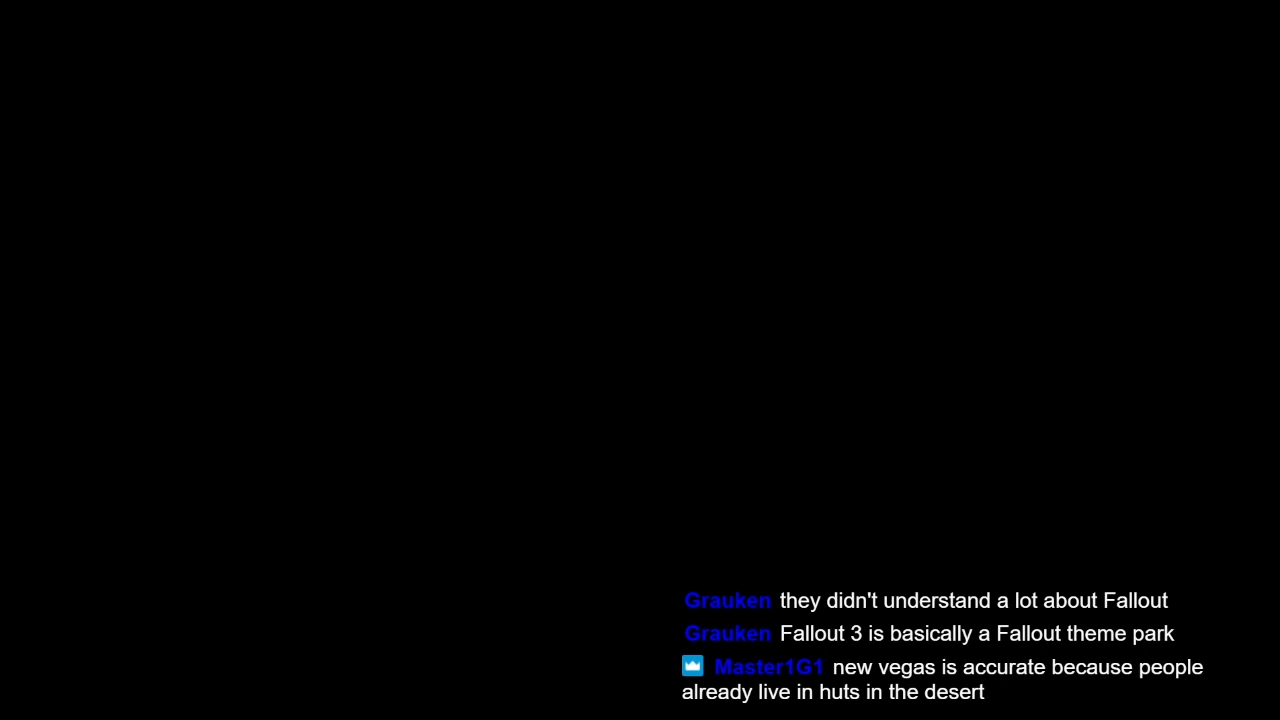 Grauken they didn't understand a lot about Fallout
Grauken Fallout 3 is basically a Fallout theme park
Master1G1 new vegas is accurate because people
already live in huts in the desert